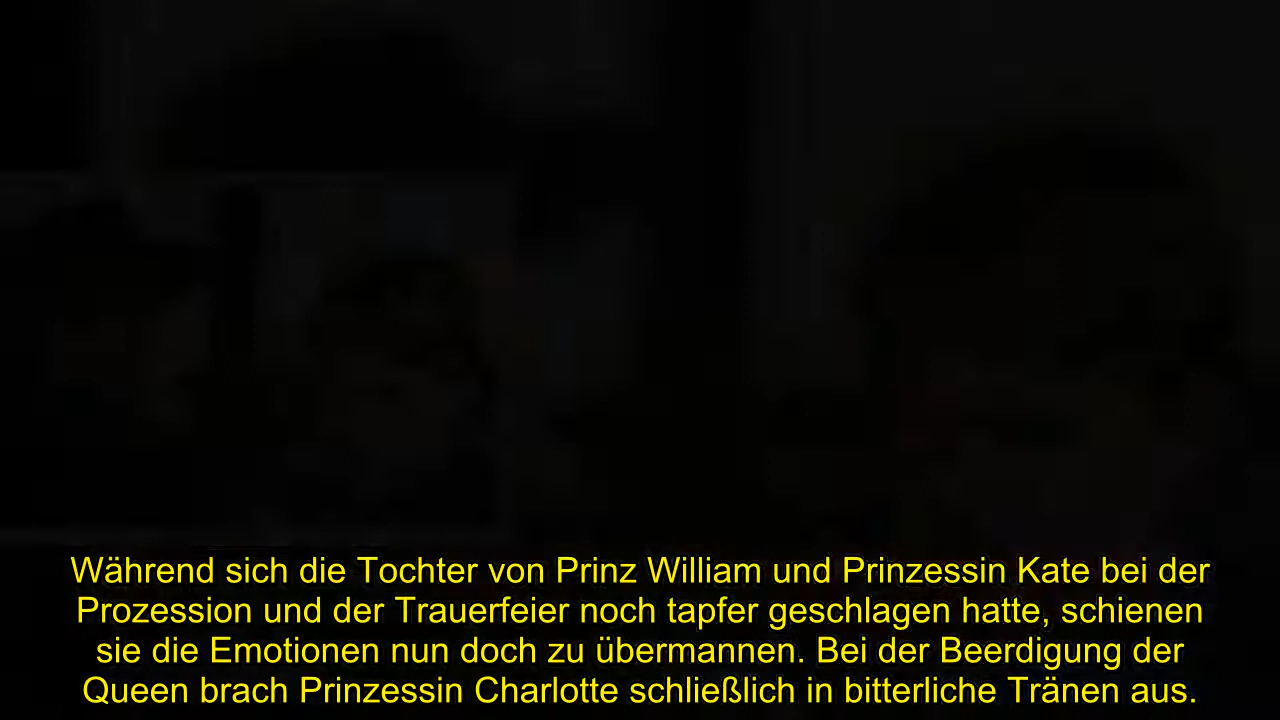 Während sich die Tochter von Prinz William und Prinzessin Kate bei der
Prozession und der Trauerfeier noch tapfer geschlagen hatte, schienen
sie die Emotionen nun doch zu übermannen. Bei der Beerdigung der
Queen brach Prinzessin Charlotte schließlich in bitterliche Tränen aus.